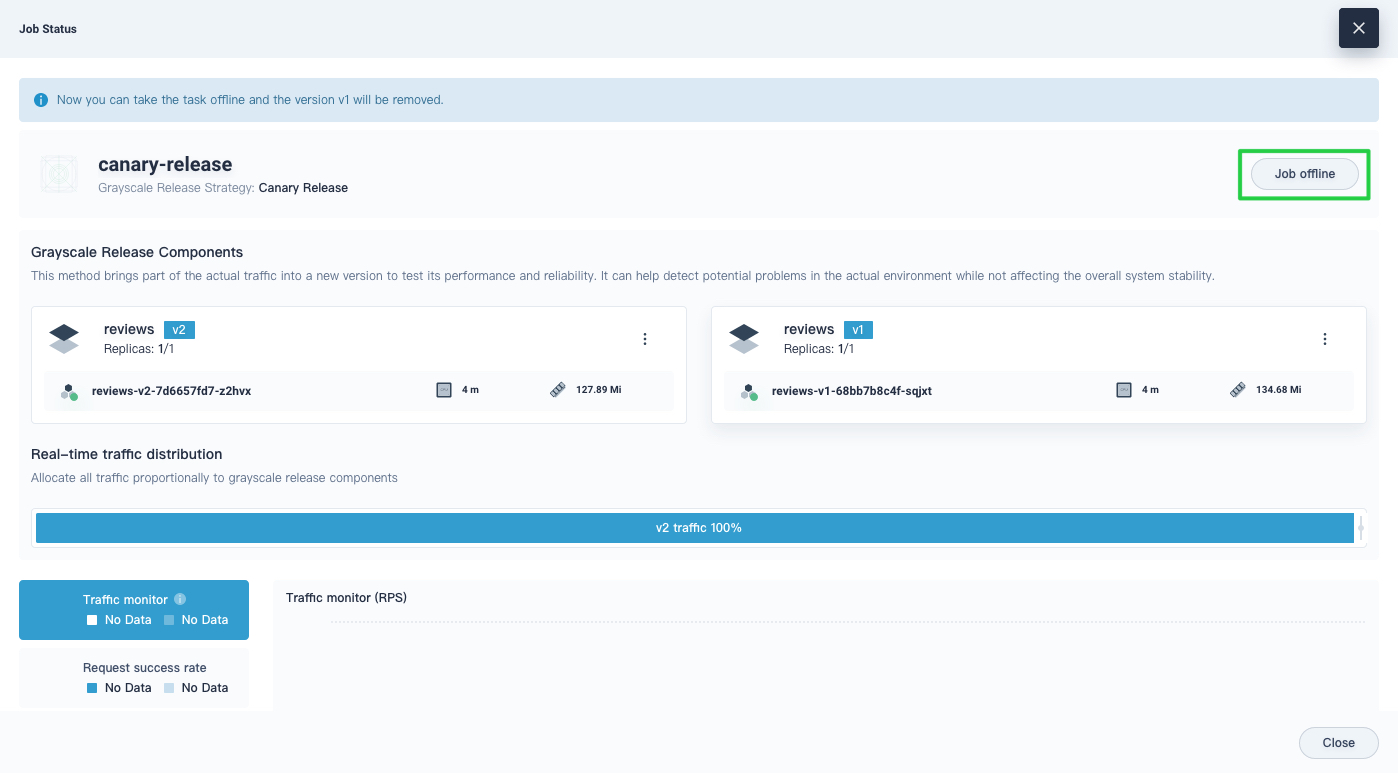 Job Status
Now you can take the task offline and the version v1 will be removed.
canary-release
Grayscale Release Strategy: Canary Release
Job offline
Grayscale Release Components
This method brings part of the actual traffic into a new version to test its performance and reliability. It can help detect potential problems in the actual environment while not affecting the overall system stability.
reviews v2
Replicas: 1/1
reviews-v2-7d6657fd7-z2hvx 4 m 127.89 Mi
reviews v1
Replicas: 1/1
reviews-v1-68bb7b8c4f-sqjxt 4 m 134.68 Mi
Real-time traffic distribution
Allocate all traffic proportionally to grayscale release components
v2 traffic 100%
Traffic monitor
No Data No Data
Request success rate
No Data No Data
Traffic monitor (RPS)
Close